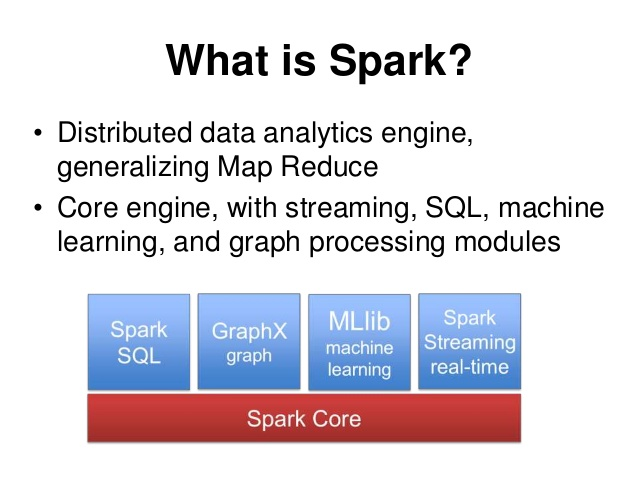 What is Spark?
• Distributed data analytics engine,
generalizing Map Reduce
• Core engine, with streaming, SQL, machine
learning, and graph processing modules
Spark
SQL
GraphX
graph
MLlib
machine
learning
Spark
Streaming
real-time
Spark Core